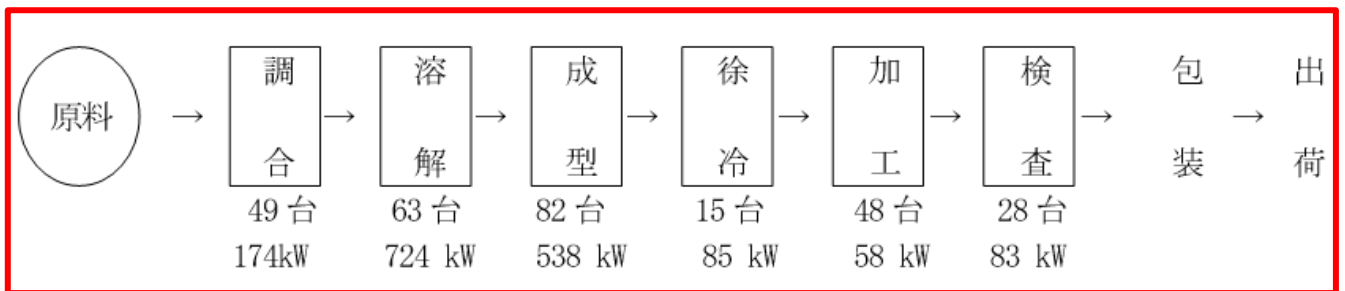 原料 → 調合 → 溶解 → 成型 → 徐冷 → 加工 → 検査 → 包装 → 出荷
49台 63台 82台 15台 48台 28台
174kW 724 kW 538 kW 85 kW 58 kW 83 kW